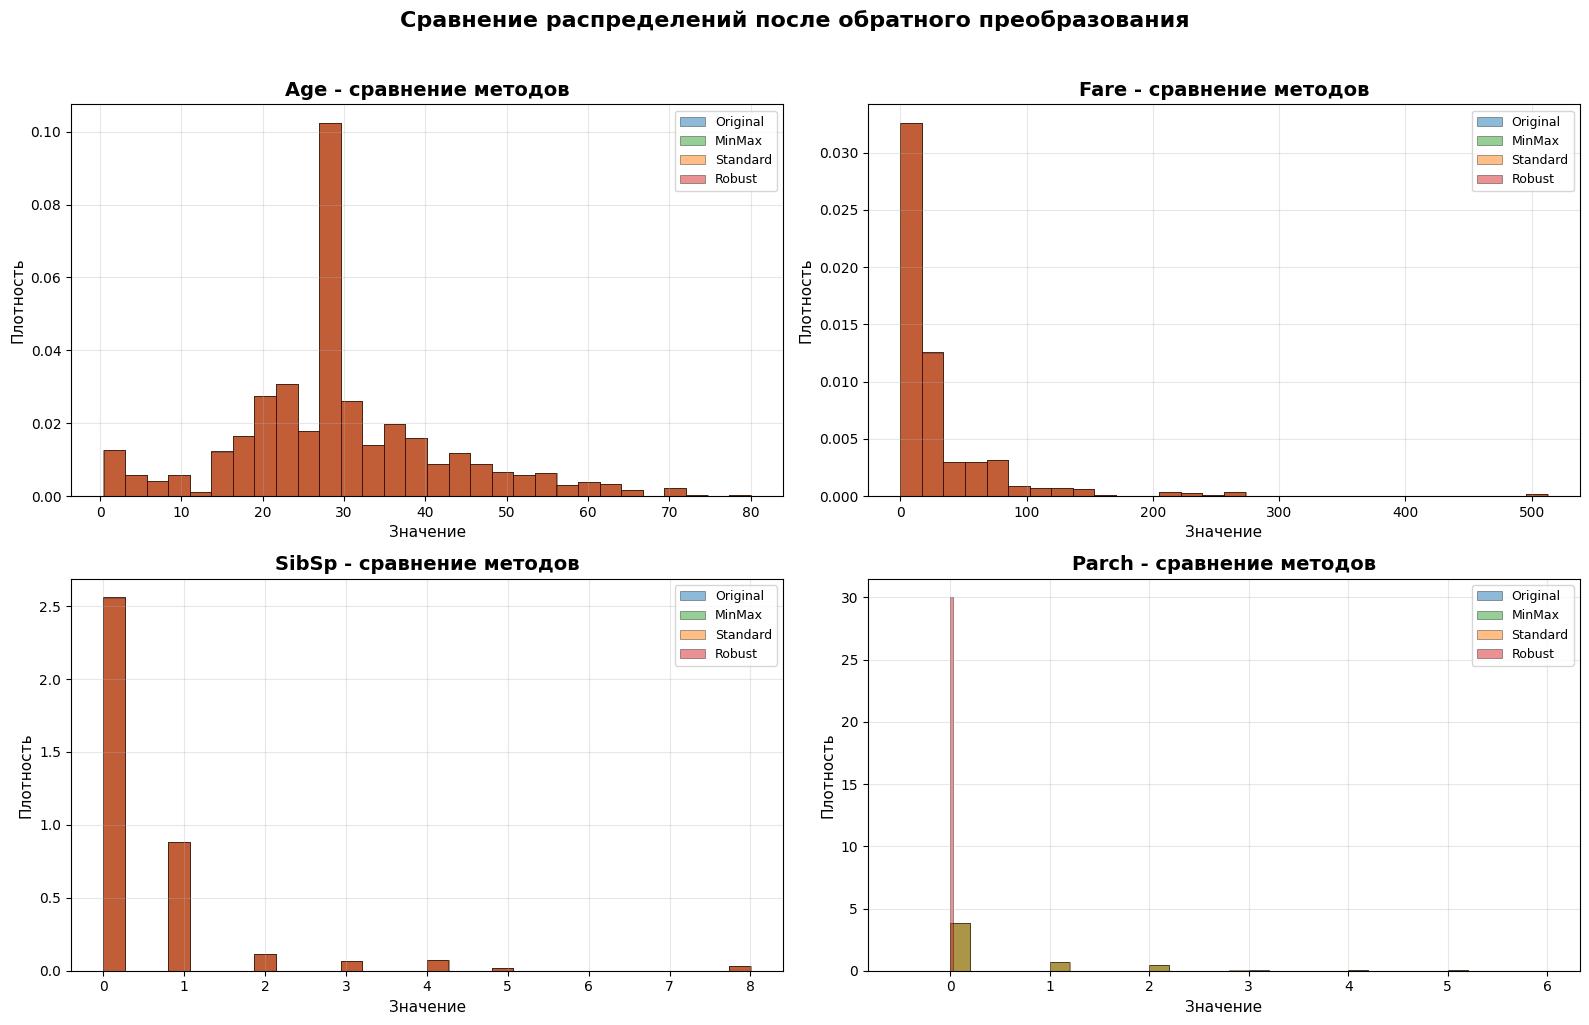 Сравнение распределений после обратного преобразования
Age - сравнение методов
Плотность
0.10
0.08
0.06
0.04
0.02
0.00
Original
MinMax
Standard
Robust
0 10 20 30 40 50 60 70 80
Значение
Fare - сравнение методов
Плотность
0.030
0.025
0.020
0.015
0.010
0.005
0.000
Original
MinMax
Standard
Robust
0 100 200 300 400 500
Значение
SibSp - сравнение методов
Плотность
2.5
2.0
1.5
1.0
0.5
0.0
Original
MinMax
Standard
Robust
0 1 2 3 4 5 6 7 8
Значение
Parch - сравнение методов
Плотность
30
25
20
15
10
5
0
Original
MinMax
Standard
Robust
0 1 2 3 4 5 6
Значение